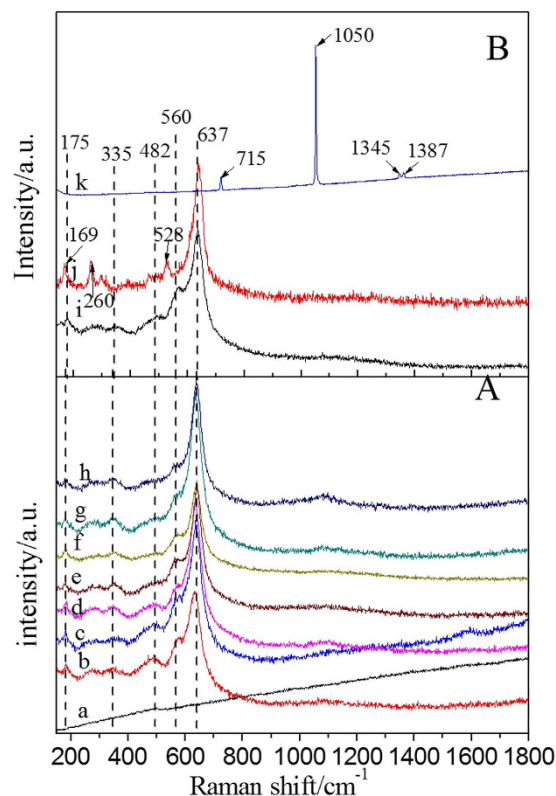 1050
B
560
175 335 482 637
1345 1387
k
715
169
528
j
i 260
Intensity/a.u.
A
h
g
f
e
d
c
b
a
intensity/a.u.
200 400 600 800 1000 1200 1400 1600 1800
Raman shift/cm-1